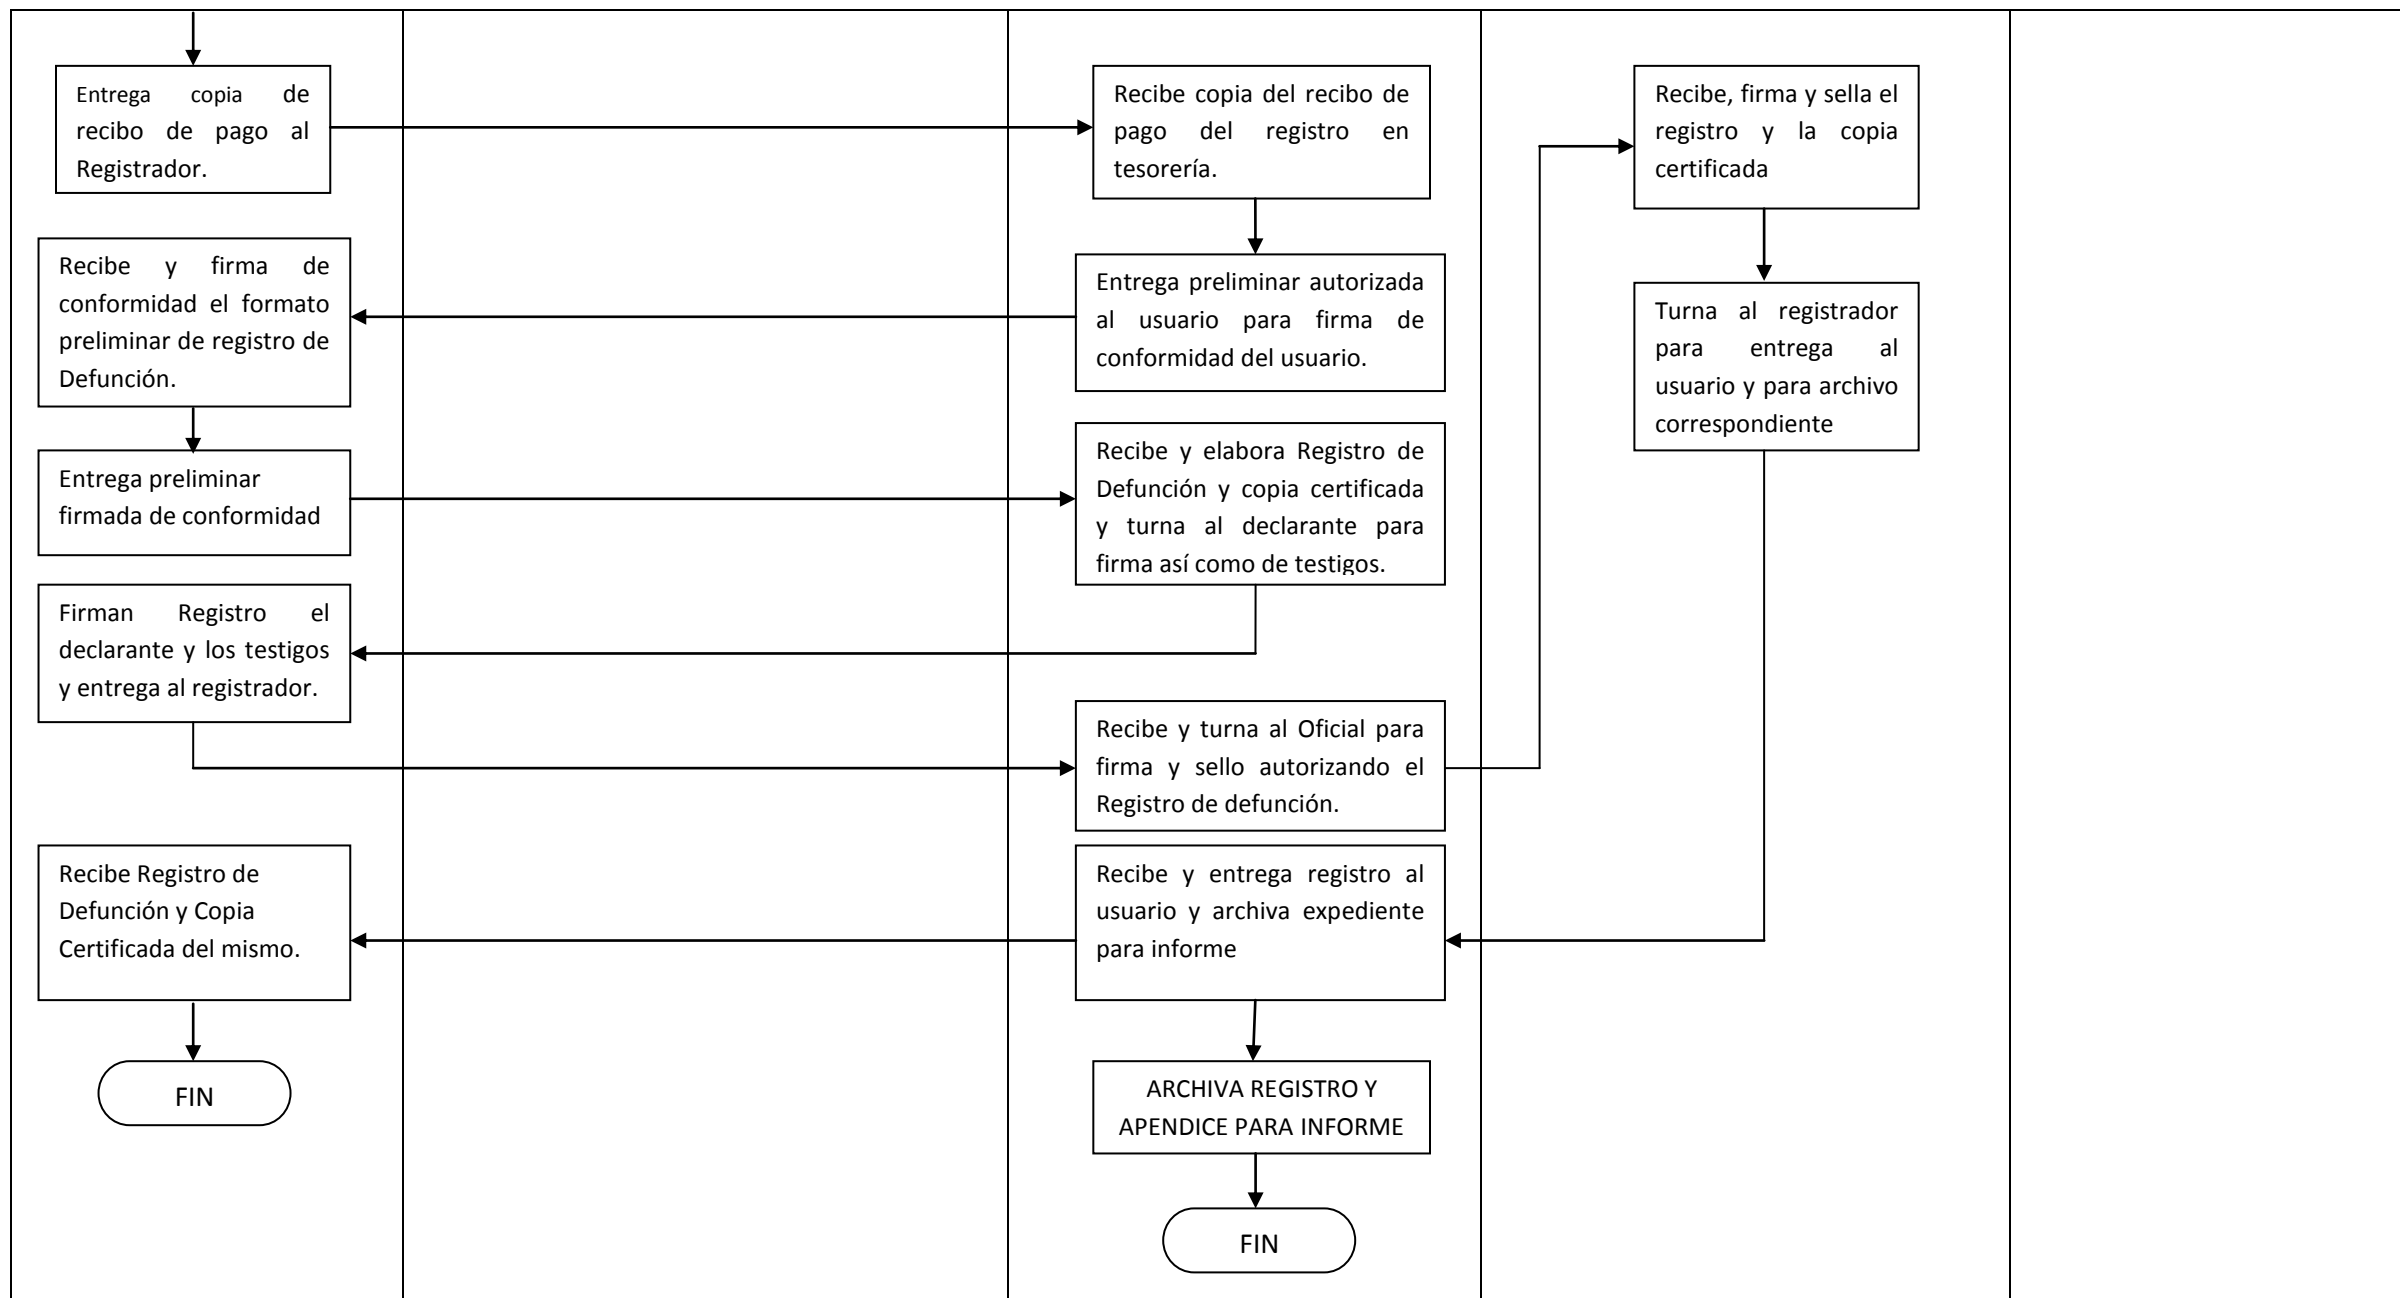 Entrega copia de
recibo de pago al
Registrador.
Recibe copia del recibo de
pago del registro en
tesorería.
Recibe, firma y sella el
registro y la copia
certificada
Recibe y firma de
conformidad el formato
preliminar de registro de
Defunción.
Entrega preliminar autorizada
al usuario para firma de
conformidad del usuario.
Turna al registrador
para entrega al
usuario y para archivo
correspondiente
Entrega preliminar
firmada de conformidad
Recibe y elabora Registro de
Defunción y copia certificada
y turna al declarante para
firma así como de testigos.
Firman Registro el
declarante y los testigos
y entrega al registrador.
Recibe y turna al Oficial para
firma y sello autorizando el
Registro de defunción.
Recibe Registro de
Defunción y Copia
Certificada del mismo.
Recibe y entrega registro al
usuario y archiva expediente
para informe
FIN
ARCHIVA REGISTRO Y
APENDICE PARA INFORME
FIN